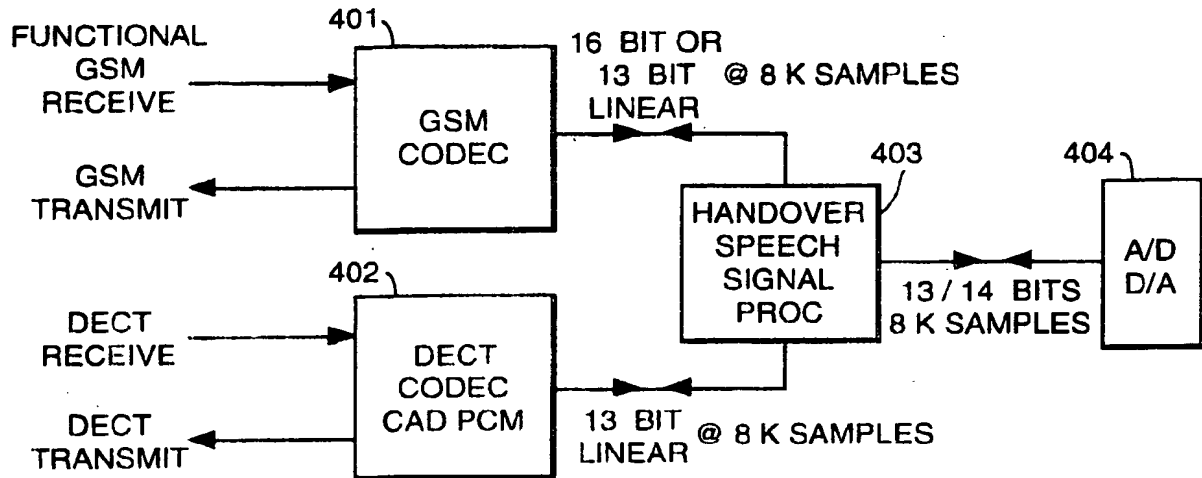 FUNCTIONAL
GSM
RECEIVE
GSM
TRANSMIT
401
GSM
CODEC
16 BIT OR
13 BIT @ 8 K SAMPLES
LINEAR
403
HANDOVER
SPEECH
SIGNAL
PROC
404
A/D
D/A
13 / 14 BITS
8 K SAMPLES
DECT
RECEIVE
DECT
TRANSMIT
402
DECT
CODEC
CAD PCM
13 BIT
LINEAR @ 8 K SAMPLES